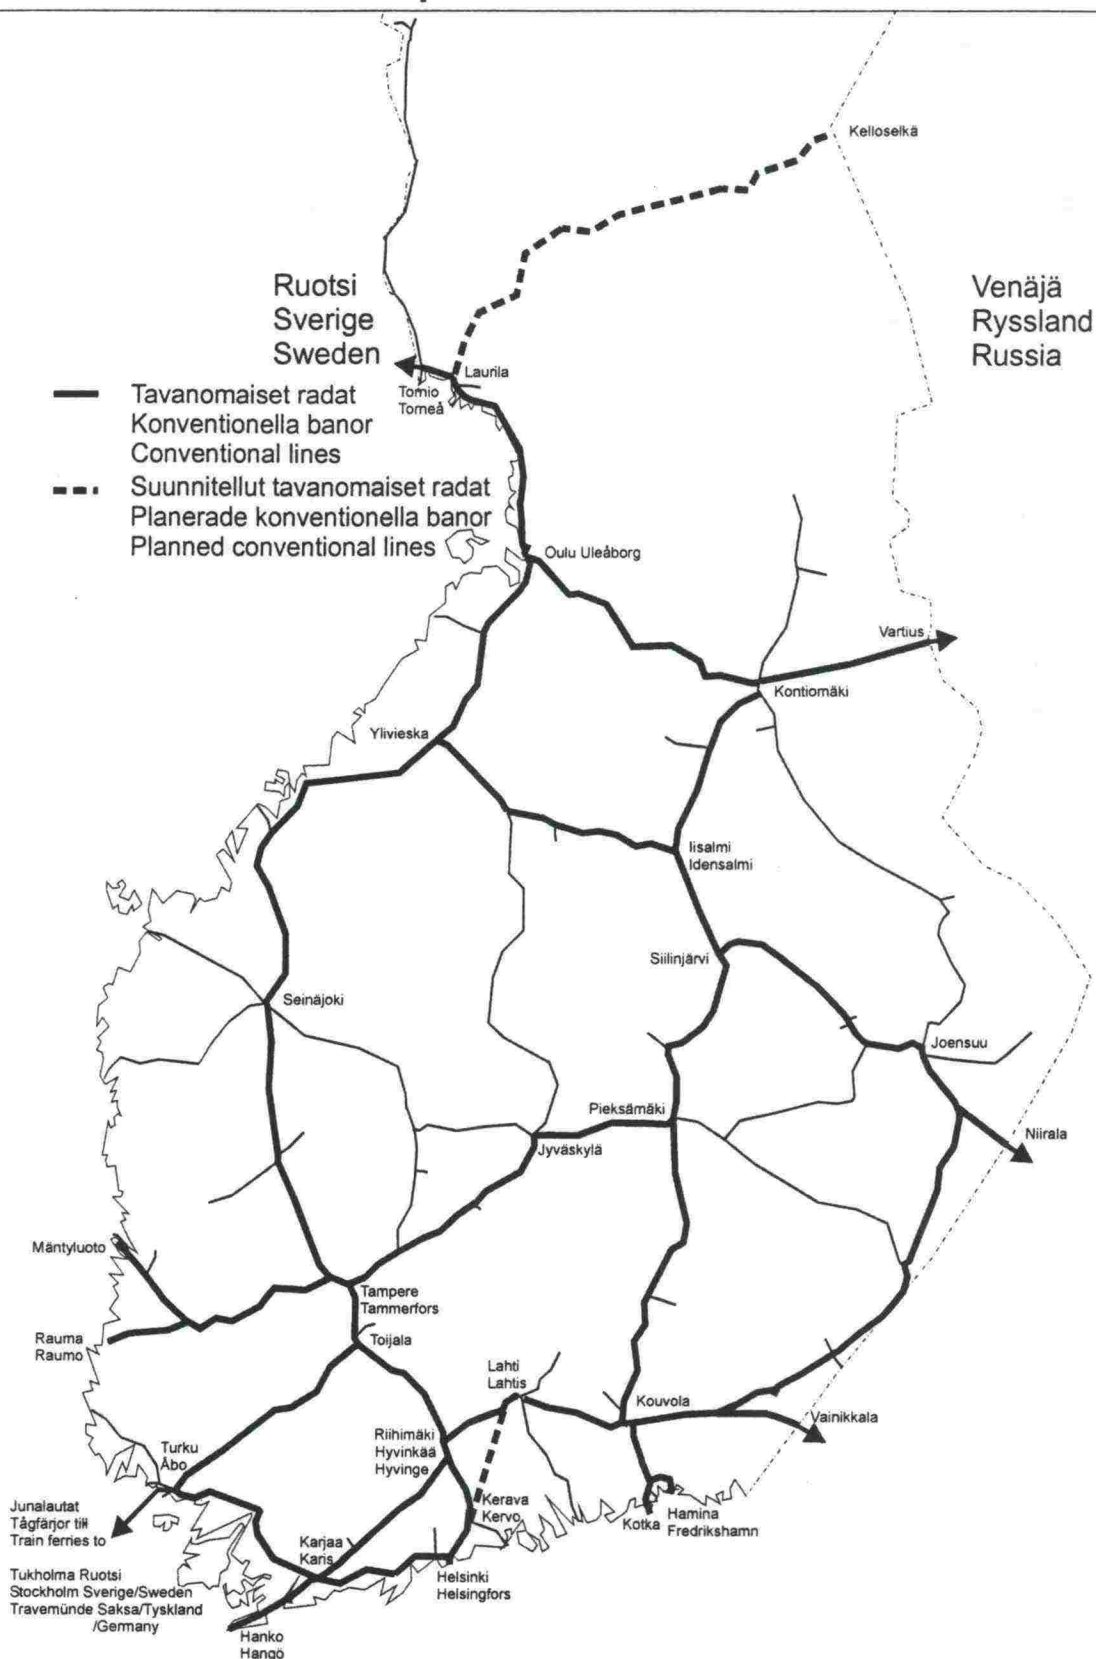 Kelloselkä
Ruotsi
Sverige
Sweden
Venäjä
Ryssland
Russia
Laurila
Tornio
Torneå
Tavanomaiset radat
Konventionella banor
Conventional lines
Suunnitellut tavanomaiset radat
Planerade konventionella banor
Planned conventional lines
Oulu Uleåborg
Vartius
Kontiomäki
Ylivieska
Iisalmi
Idensalmi
Siilinjärvi
Seinäjoki
Joensuu
Pieksämäki
Niirala
Jyväskylä
Mäntyluoto
Tampere
Tammerfors
Rauma
Raumo
Toijala
Lahti
Lahtis
Kouvola
Vainikkala
Riihimäki
Hyvinkää
Hyvinge
Turku
Åbo
Kerava
Kervo
Hamina
Fredrikshamn
Kotka
Junalautat
Tågfärjor till
Train ferries to
Karjaa
Karis
Helsinki
Helsingfors
Tukholma Ruotsi
Stockholm Sverige/Sweden
Travemünde Saksa/Tyskland
/Germany
Hanko
Hangö